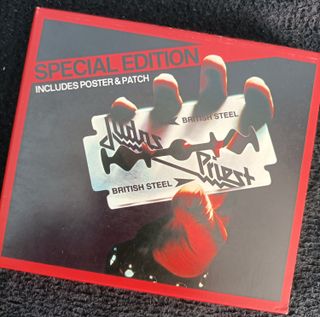 SPECIAL EDITION
INCLUDES POSTER & PATCH
BRITISH STEEL
Judas
Priest
BRITISH STEEL